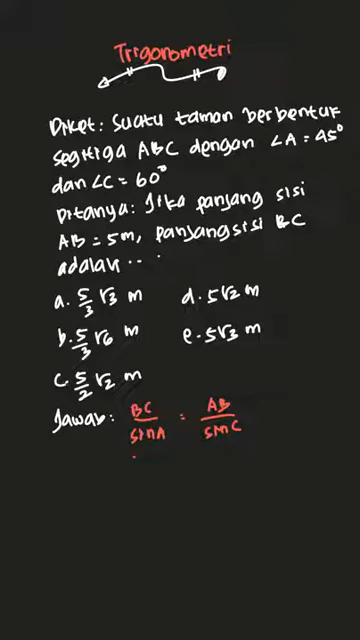 Trigonometri
Diket: Suatu taman berbentuk
segitiga ABC dengan ∠A = 45°
dan ∠C = 60°
Ditanya: Jika panjang sisi
AB = 5m, panjang sisi BC
adalah ...
a. 5/3 √3 m d. 5√2 m
b. 5/3 √6 m e. 5√3 m
c. 5/2 √2 m
Jawab: BC/sin A = AB/sin C